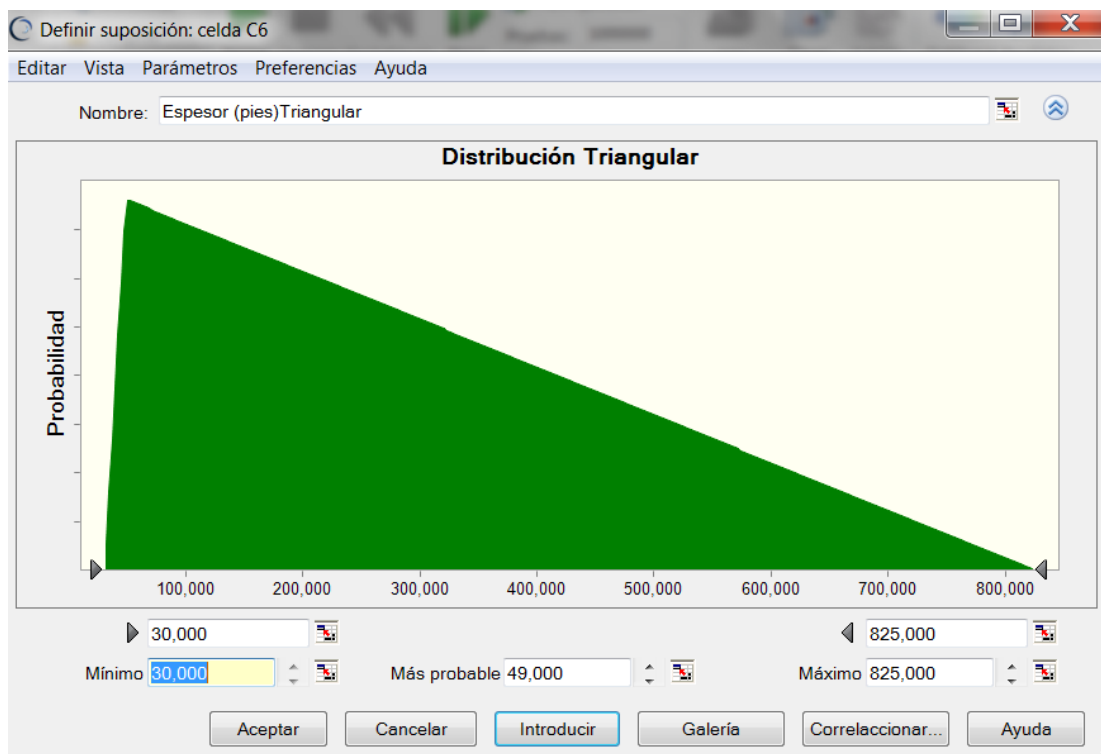 Definir suposición: celda C6
Editar Vista Parámetros Preferencias Ayuda
Nombre: Espesor (pies)Triangular
Distribución Triangular
Probabilidad
100,000 200,000 300,000 400,000 500,000 600,000 700,000 800,000
30,000 825,000
Mínimo 30,000 Más probable 49,000 Máximo 825,000
Aceptar Cancelar Introducir Galería Correlaccionar... Ayuda